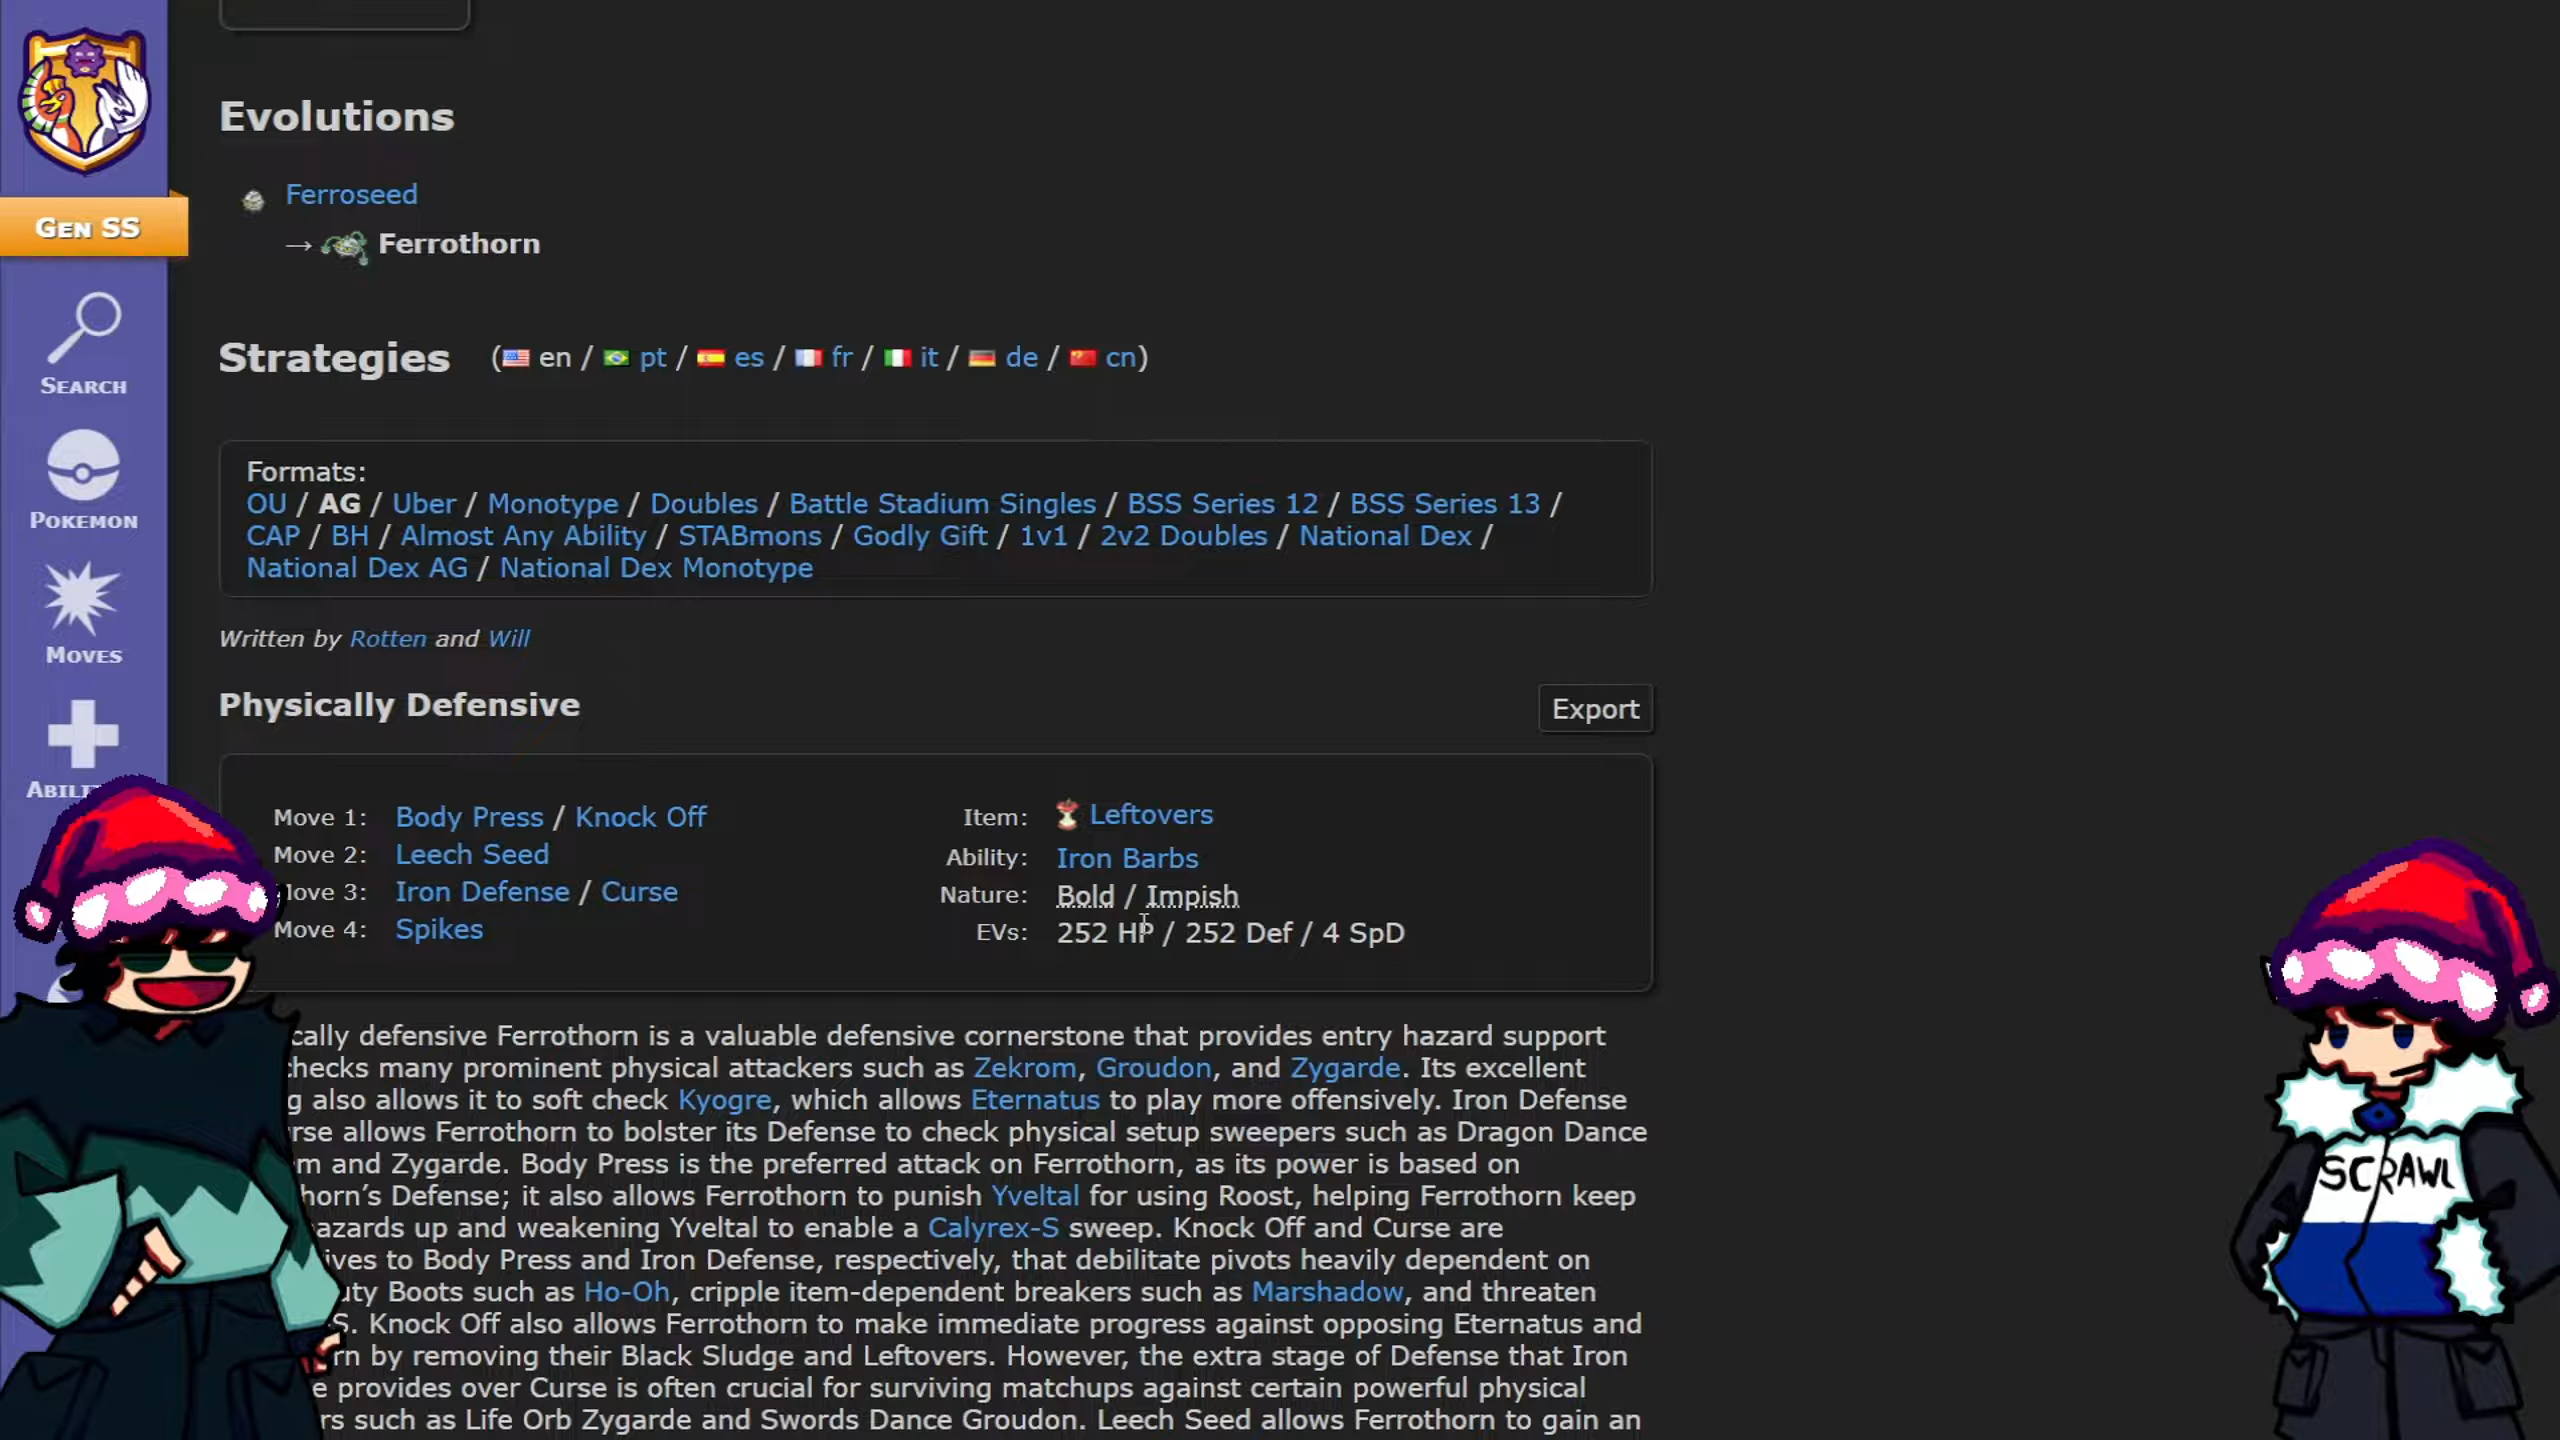 Evolutions
Ferroseed
→ Ferrothorn
GEN SS
SEARCH
POKEMON
MOVES
ABILI
Strategies (en / pt / es / fr / it / de / cn)
Formats:
OU / AG / Uber / Monotype / Doubles / Battle Stadium Singles / BSS Series 12 / BSS Series 13 /
CAP / BH / Almost Any Ability / STABmons / Godly Gift / 1v1 / 2v2 Doubles / National Dex /
National Dex AG / National Dex Monotype
Written by Rotten and Will
Physically Defensive
Export
Move 1: Body Press / Knock Off
Move 2: Leech Seed
Move 3: Iron Defense / Curse
Move 4: Spikes
Item: Leftovers
Ability: Iron Barbs
Nature: Bold / Impish
EVs: 252 HP / 252 Def / 4 SpD
cally defensive Ferrothorn is a valuable defensive cornerstone that provides entry hazard support
checks many prominent physical attackers such as Zekrom, Groudon, and Zygarde. Its excellent
g also allows it to soft check Kyogre, which allows Eternatus to play more offensively. Iron Defense
rse allows Ferrothorn to bolster its Defense to check physical setup sweepers such as Dragon Dance
m and Zygarde. Body Press is the preferred attack on Ferrothorn, as its power is based on
horn's Defense; it also allows Ferrothorn to punish Yveltal for using Roost, helping Ferrothorn keep
azards up and weakening Yveltal to enable a Calyrex-S sweep. Knock Off and Curse are
ives to Body Press and Iron Defense, respectively, that debilitate pivots heavily dependent on
uty Boots such as Ho-Oh, cripple item-dependent breakers such as Marshadow, and threaten
S. Knock Off also allows Ferrothorn to make immediate progress against opposing Eternatus and
rn by removing their Black Sludge and Leftovers. However, the extra stage of Defense that Iron
e provides over Curse is often crucial for surviving matchups against certain powerful physical
rs such as Life Orb Zygarde and Swords Dance Groudon. Leech Seed allows Ferrothorn to gain an
SCRAWL